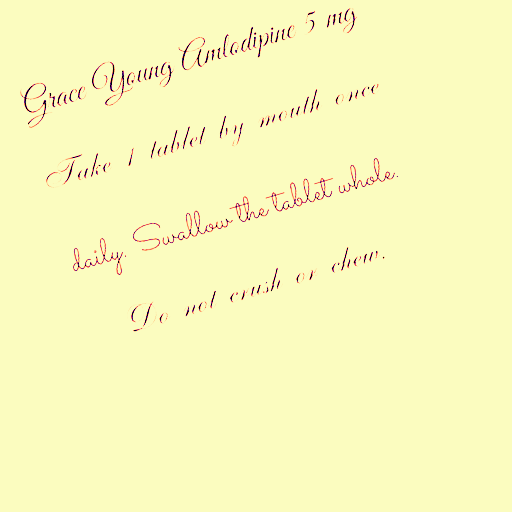 Grace Young Amlodipine 5 mg
Take 1 tablet by mouth once
daily. Swallow the tablet whole.
Do not crush or chew.